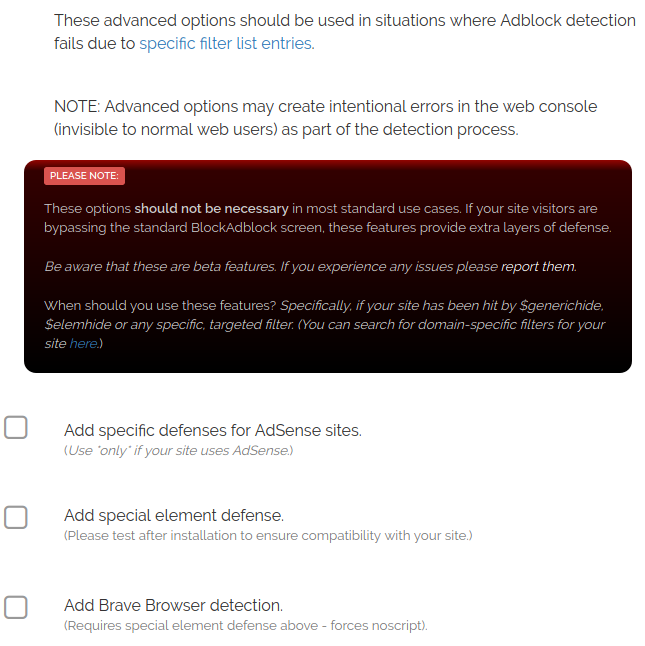 These advanced options should be used in situations where Adblock detection
fails due to specific filter list entries.
NOTE: Advanced options may create intentional errors in the web console
(invisible to normal web users) as part of the detection process.
PLEASE NOTE:
These options should not be necessary in most standard use cases. If your site visitors are
bypassing the standard BlockAdblock screen, these features provide extra layers of defense.
Be aware that these are beta features. If you experience any issues please report them.
When should you use these features? Specifically, if your site has been hit by $generichide,
$elemhide or any specific, targeted filter. (You can search for domain-specific filters for your
site here.)
Add specific defenses for AdSense sites.
(Use "only" if your site uses AdSense.)
Add special element defense.
(Please test after installation to ensure compatibility with your site.)
Add Brave Browser detection.
(Requires special element defense above - forces noscript).